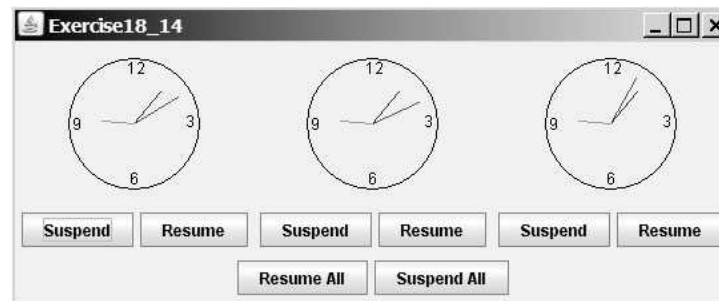 Exercise18_14
12 12 12
9 3 9 3 9 3
6 6 6
Suspend Resume Suspend Resume Suspend Resume
Resume All Suspend All